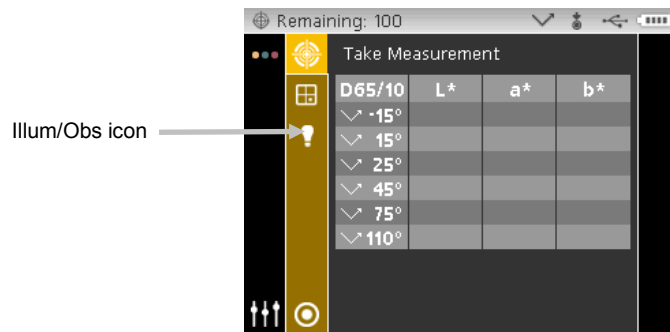 Remaining: 100
Take Measurement
D65/10 L* a* b*
-15°
15°
25°
45°
75°
110°
Illum/Obs icon